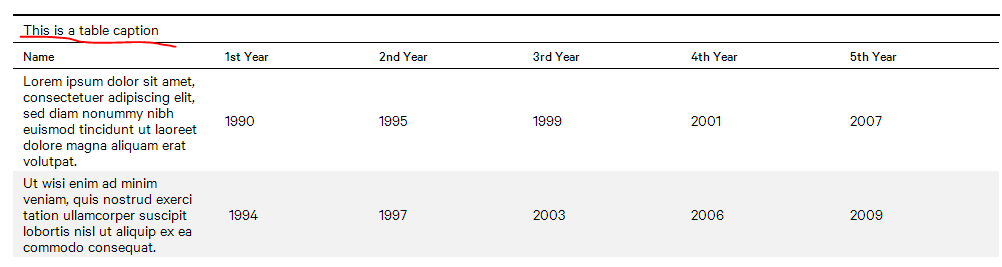 This is a table caption
Name 1st Year 2nd Year 3rd Year 4th Year 5th Year
Lorem ipsum dolor sit amet,
consectetuer adipiscing elit,
sed diam nonummy nibh
euismod tincidunt ut laoreet
dolore magna aliquam erat
volutpat.
1990 1995 1999 2001 2007
Ut wisi enim ad minim
veniam, quis nostrud exerci
tation ullamcorper suscipit
lobortis nisl ut aliquip ex ea
commodo consequat.
1994 1997 2003 2006 2009